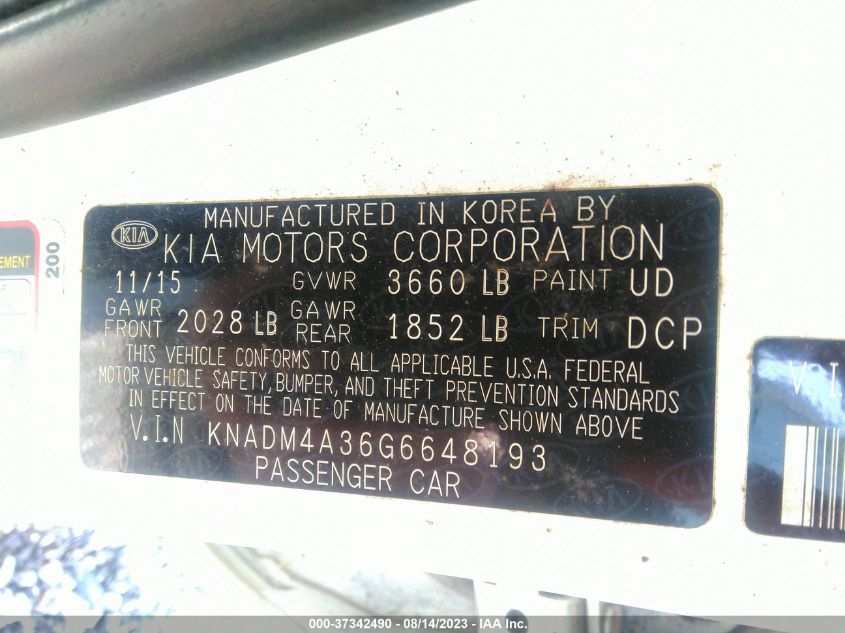 MANUFACTURED IN KOREA BY
KIA KIA MOTORS CORPORATION
11/15 GVWR 3660 LB PAINT UD
GAWR FRONT 2028 LB GAWR REAR 1852 LB TRIM DCP
THIS VEHICLE CONFORMS TO ALL APPLICABLE U.S.A. FEDERAL
MOTOR VEHICLE SAFETY, BUMPER, AND THEFT PREVENTION STANDARDS
IN EFFECT ON THE DATE OF MANUFACTURE SHOWN ABOVE
V.I.N KNADM4A36G6648193
PASSENGER CAR
EMENT
200
V.I
000-37342490 - 08/14/2023 - IAA, Inc.